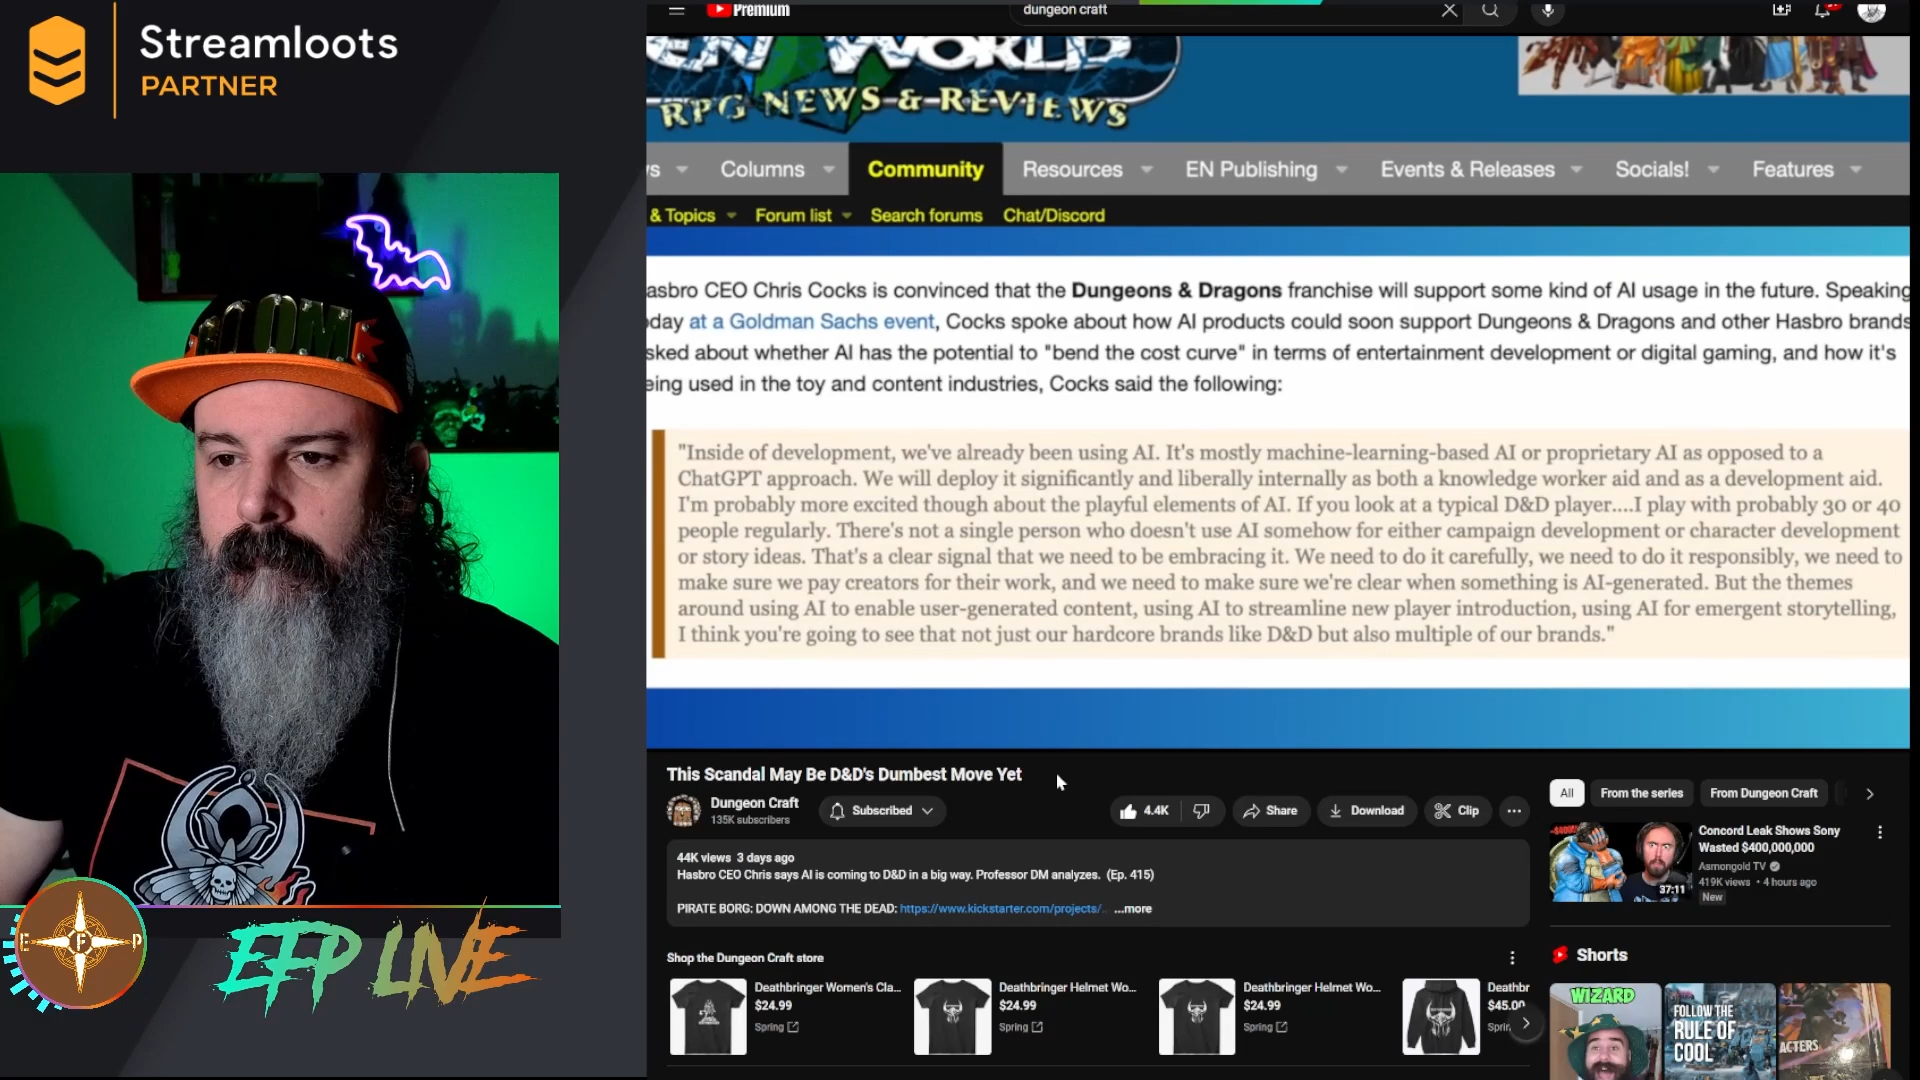 Streamloots
PARTNER
EFP LIVE
E F P
Premium
dungeon craft
EN WORLD
RPG NEWS & REVIEWS
Columns
Community
Resources
EN Publishing
Events & Releases
Socials!
Features
& Topics
Forum list
Search forums
Chat/Discord
asbro CEO Chris Cocks is convinced that the Dungeons & Dragons franchise will support some kind of AI usage in the future. Speaking
day at a Goldman Sachs event, Cocks spoke about how AI products could soon support Dungeons & Dragons and other Hasbro brands
sked about whether AI has the potential to "bend the cost curve" in terms of entertainment development or digital gaming, and how it's
eing used in the toy and content industries, Cocks said the following:
"Inside of development, we've already been using AI. It's mostly machine-learning-based AI or proprietary AI as opposed to a
ChatGPT approach. We will deploy it significantly and liberally internally as both a knowledge worker aid and as a development aid.
I'm probably more excited though about the playful elements of AI. If you look at a typical D&D player....I play with probably 30 or 40
people regularly. There's not a single person who doesn't use AI somehow for either campaign development or character development
or story ideas. That's a clear signal that we need to be embracing it. We need to do it carefully, we need to do it responsibly, we need to
make sure we pay creators for their work, and we need to make sure we're clear when something is AI-generated. But the themes
around using AI to enable user-generated content, using AI to streamline new player introduction, using AI for emergent storytelling,
I think you're going to see that not just our hardcore brands like D&D but also multiple of our brands."
This Scandal May Be D&D's Dumbest Move Yet
Dungeon Craft
135K subscribers
Subscribed
4.4K
Share
Download
Clip
44K views 3 days ago
Hasbro CEO Chris says AI is coming to D&D in a big way. Professor DM analyzes. (Ep. 415)
PIRATE BORG: DOWN AMONG THE DEAD: https://www.kickstarter.com/projects/.. ...more
Shop the Dungeon Craft store
Deathbringer Women's Cla...
$24.99
Spring
Deathbringer Helmet Wo...
$24.99
Spring
Deathbringer Helmet Wo...
$24.99
Spring
Deathbr
$45.00
Sprin
All
From the series
From Dungeon Craft
Concord Leak Shows Sony
Wasted $400,000,000
Asmongold TV
419K views • 4 hours ago
New
37:11
Shorts
WIZARD
FOLLOW THE
RULE OF
COOL
ACTERS